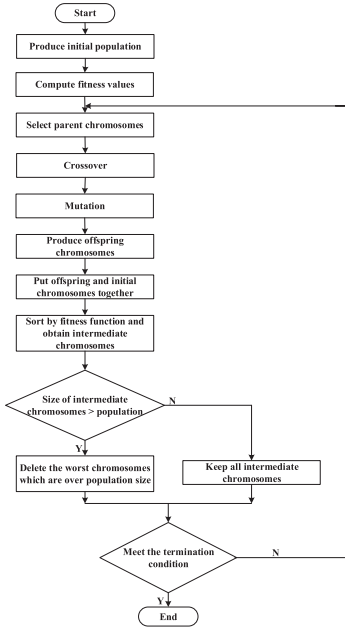 Start
Produce initial population
Compute fitness values
Select parent chromosomes
Crossover
Mutation
Produce offspring
chromosomes
Put offspring and initial
chromosomes together
Sort by fitness function and
obtain intermediate
chromosomes
Size of intermediate
chromosomes > population
N
Y
Delete the worst chromosomes
which are over population size
Keep all intermediate
chromosomes
Meet the termination
condition
N
Y
End